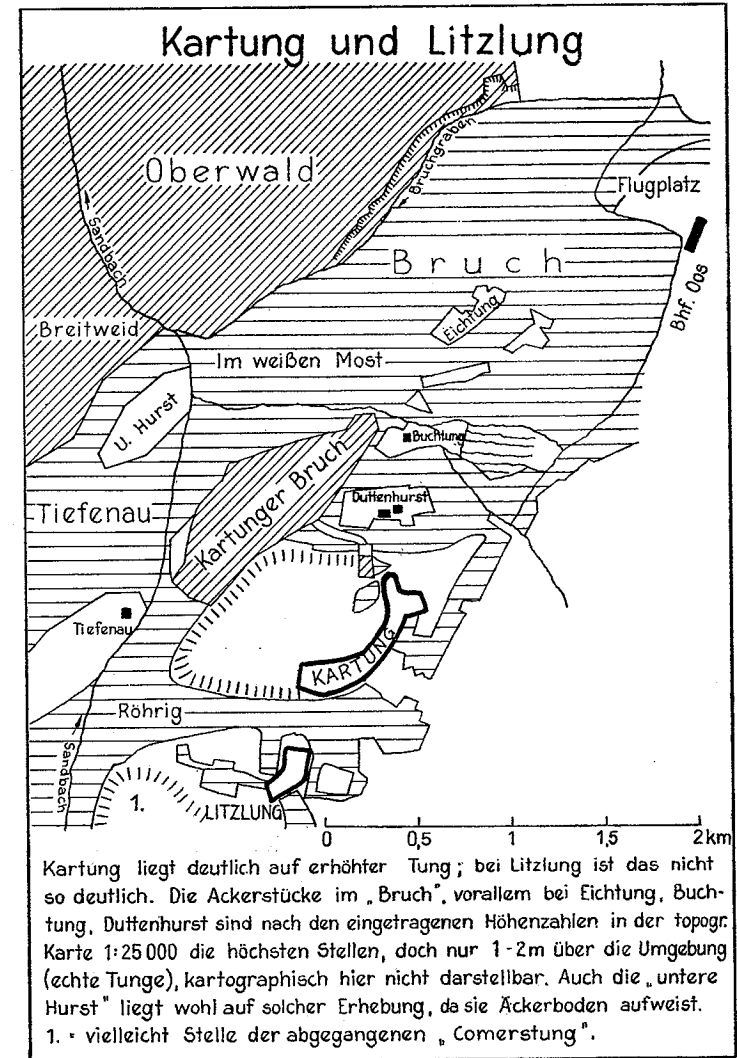 Kartung und Litzlung
Oberwald
Bruchgraben
Flugplatz
Sandbach
Bruch
Bhf. Oos
Eichtung
Breitweid
Im weißen Most
U. Hurst
Buchtung
Kartunger Bruch
Duttenhurst
Tiefenau
Tiefenau
KARTUNG
Röhrig
Sandbach
1.
LITZLUNG
0 0,5 1 1,5 2 km
Kartung liegt deutlich auf erhöhter Tung ; bei Litzlung ist das nicht
so deutlich. Die Ackerstücke im „Bruch", vorallem bei Eichtung, Buch-
tung, Duttenhurst sind nach den eingetragenen Höhenzahlen in der topogr.
Karte 1:25 000 die höchsten Stellen, doch nur 1-2m über die Umgebung
(echte Tunge), kartographisch hier nicht darstellbar. Auch die „untere
Hurst" liegt wohl auf solcher Erhebung, da sie Äckerboden aufweist.
1. = vielleicht Stelle der abgegangenen „Comerstung".